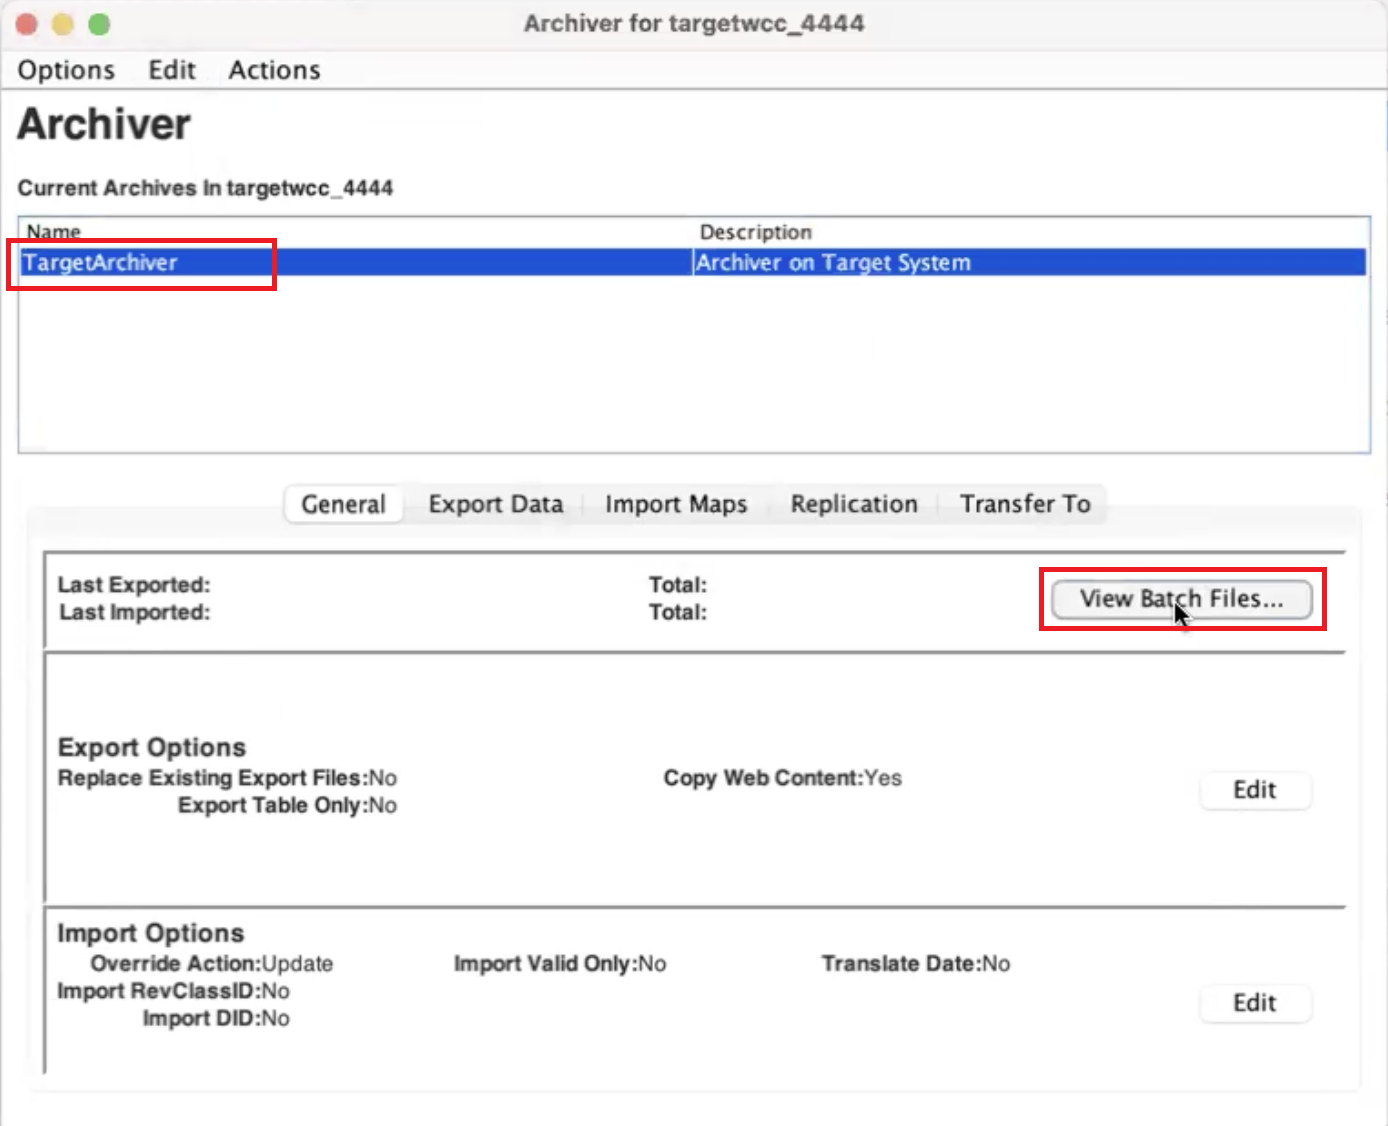 Archiver for targetwcc_4444
Options Edit Actions
Archiver
Current Archives In targetwcc_4444
Name Description
TargetArchiver Archiver on Target System
General Export Data Import Maps Replication Transfer To
Last Exported: Total:
Last Imported: Total:
View Batch Files...
Export Options
Replace Existing Export Files:No Copy Web Content:Yes
Export Table Only:No
Edit
Import Options
Override Action:Update Import Valid Only:No Translate Date:No
Import RevClassID:No
Import DID:No
Edit